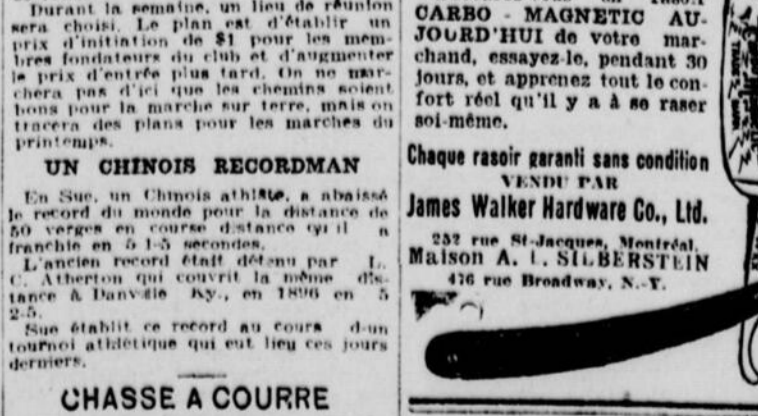 Durant la semaine, un lieu de réunion
sera choisi. Le plan est d'établir un
prix d'initiation de $1 pour les mem-
bres fondateurs du club et d'augmenter
le prix d'entrée plus tard. On ne mar-
chera pas d'ici que les chemins soient
bons pour la marche sur terre, mais on
tracera des plans pour les marches du
printemps.
UN CHINOIS RECORDMAN
En Sue, un Chinois athlète, a abaissé
le record du monde pour la distance de
50 verges en course distance qu'il a
franchie en 5 1-5 secondes.
L'ancien record était détenu par L.
C. Atherton qui couvrit la même dis-
tance à Danville Ky., en 1896 en 5
2-5.
Sue établit ce record au cours d'un
tournoi athlétique qui eut lieu ces jours
derniers.
CHASSE A COURRE
CARBO - MAGNETIC AU-
JOURD'HUI de votre mar-
chand, essayez-le, pendant 30
jours, et apprenez tout le con-
fort réel qu'il y a à se raser
soi-même.
Chaque rasoir garanti sans condition
VENDU PAR
James Walker Hardware Co., Ltd.
252 rue St-Jacques, Montréal.
Maison A. L. SILBERSTEIN
476 rue Broadway, N.-Y.